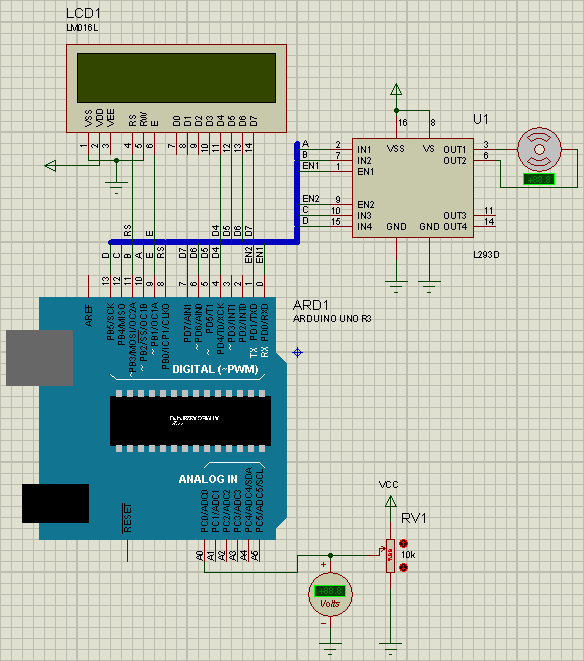 LCD1
LM016L
VSS VDD VEE RS RW E D0 D1 D2 D3 D4 D5 D6 D7
1 2 3 4 5 6 7 8 9 10 11 12 13 14
RS E D4 D5 D6 D7
A
B
EN1
EN2
C
D
2 IN1
7 IN2
1 EN1
9 EN2
10 IN3
15 IN4
16 8
VSS VS
U1
OUT1 3
OUT2 6
OUT3 11
OUT4 14
GND GND
L293D
D C B A E RS D7 D6 D5 D4 EN2 EN1
13 12 11 10 9 8 7 6 5 4 3 2 1 0
ARD1
ARDUINO UNO R3
AREF
PB5/SCK
PB4/MISO
~PB3/MOSI/OC2A
~PB2/SS/OC1B
~PB1/OC1A
PB0/ICP1/CLKO
PD7/AIN1
~PD6/AIN0
~PD5/T1
PD4/T0/XCK
~PD3/INT1
PD2/INT0
TX PD1/TXD
RX PD0/RXD
DIGITAL (~PWM)
ANALOG IN
RESET
PC0/ADC0
PC1/ADC1
PC2/ADC2
PC3/ADC3
PC4/ADC4/SDA
PC5/ADC5/SCL
A0 A1 A2 A3 A4 A5
VCC
RV1
10k
+
Volts
-